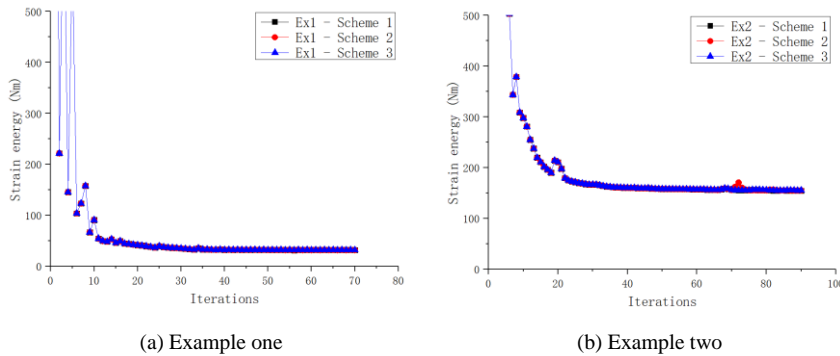 500
400
300
200
100
0
0
10
20
30
40
50
60
70
80
Strain energy (Nm)
Iterations
Ex1 - Scheme 1
Ex1 - Scheme 2
Ex1 - Scheme 3
(a) Example one
500
400
300
200
100
0
0
20
40
60
80
100
Strain energy (Nm)
Iterations
Ex2 - Scheme 1
Ex2 - Scheme 2
Ex2 - Scheme 3
(b) Example two